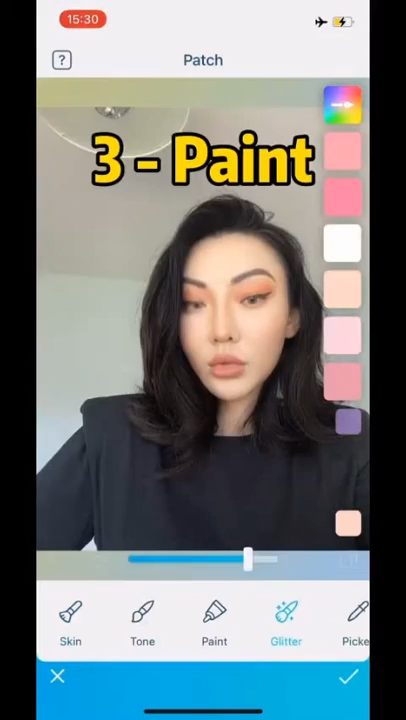 15:30
?
Patch
3 - Paint
Skin
Tone
Paint
Glitter
Picke